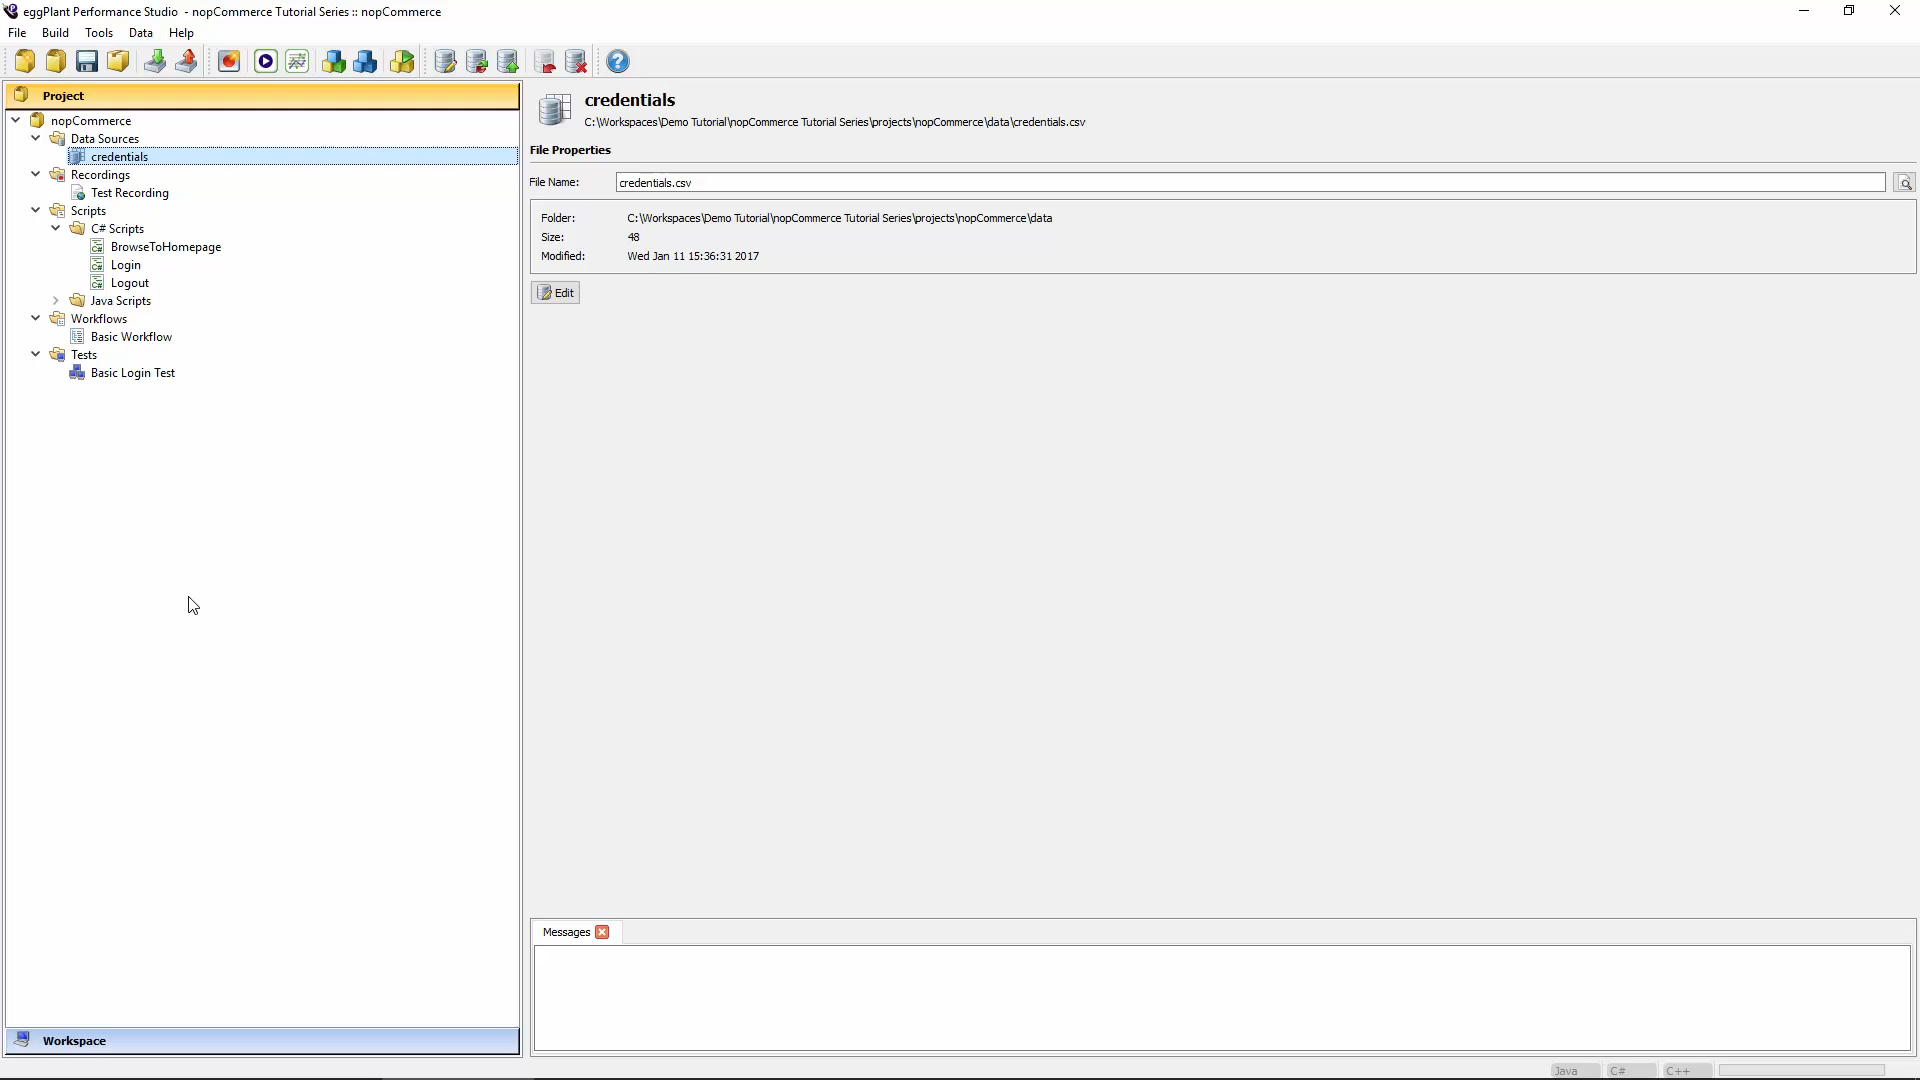 eggPlant Performance Studio - nopCommerce Tutorial Series :: nopCommerce
File Build Tools Data Help
Project
nopCommerce
Data Sources
credentials
Recordings
Test Recording
Scripts
C# Scripts
BrowseToHomepage
Login
Logout
Java Scripts
Workflows
Basic Workflow
Tests
Basic Login Test
Workspace
credentials
C:\Workspaces\Demo Tutorial\nopCommerce Tutorial Series\projects\nopCommerce\data\credentials.csv
File Properties
File Name: credentials.csv
Folder: C:\Workspaces\Demo Tutorial\nopCommerce Tutorial Series\projects\nopCommerce\data
Size: 48
Modified: Wed Jan 11 15:36:31 2017
Edit
Messages
Java C# C++